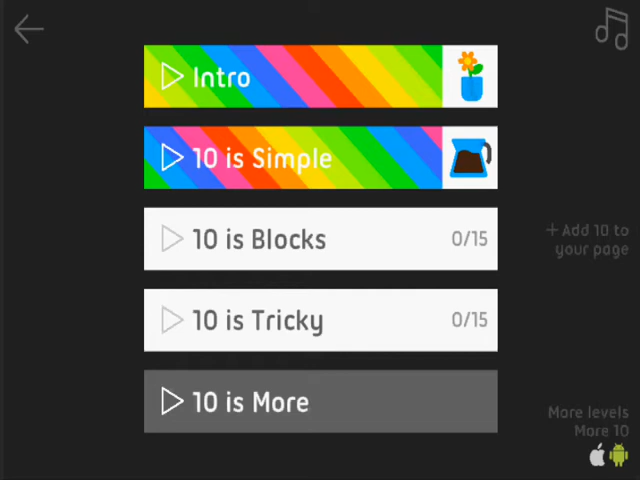 Intro
10 is Simple
10 is Blocks 0/15
+ Add 10 to
your page
10 is Tricky 0/15
10 is More
More levels
More 10